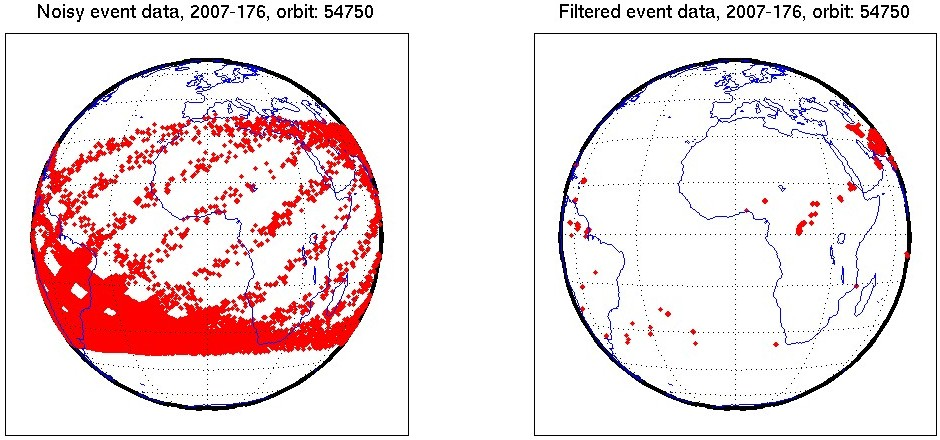 Noisy event data, 2007-176, orbit: 54750
Filtered event data, 2007-176, orbit: 54750